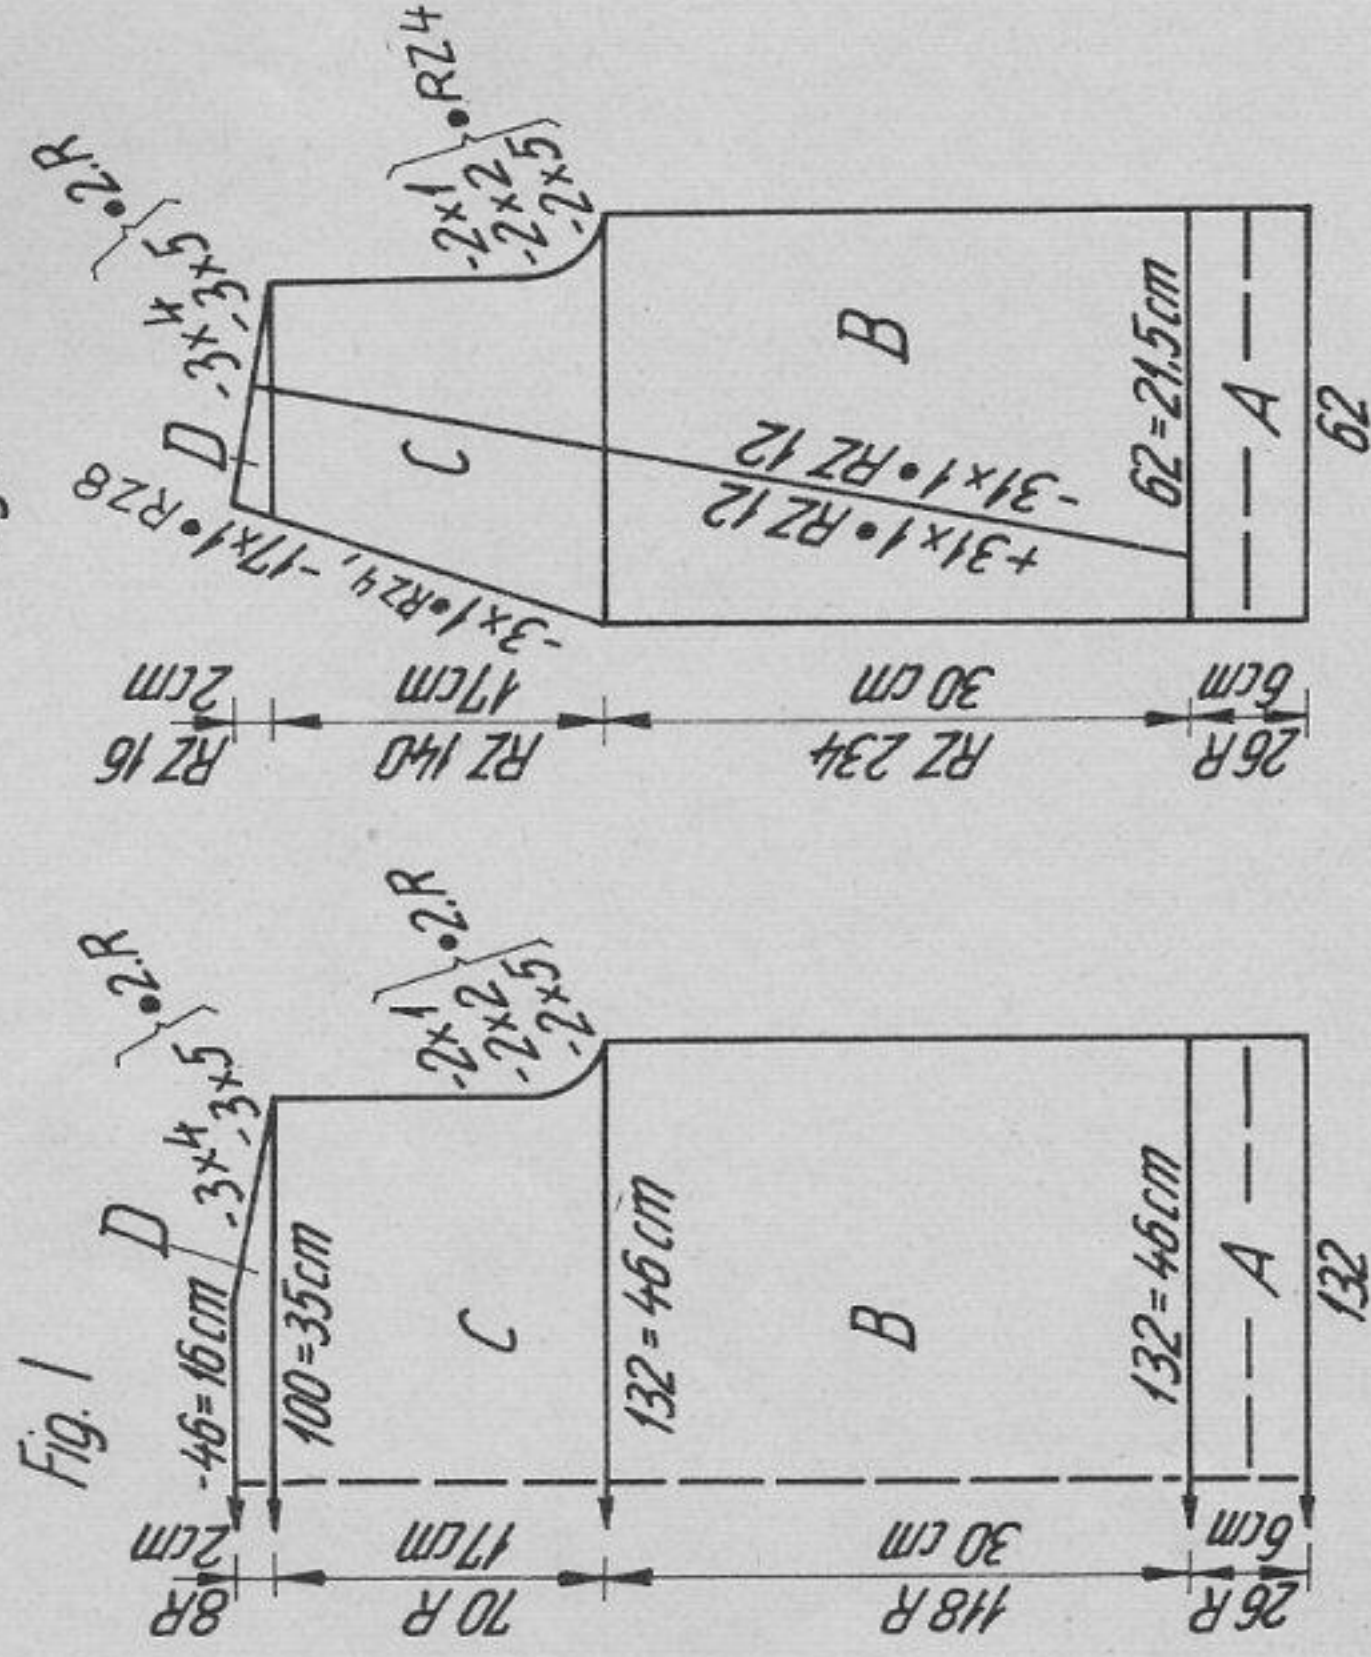 Fig. 1
-46=16cm
D
-3x4
-3x5
•2.R
100=35cm
C
-2x1
-2x2
-2x5
•2.R
132=46cm
B
132=46cm
A
132
8R
2cm
70 R
17cm
118 R
30 cm
26 R
6cm
D
-3x4
-3x5
•2.R
-3x1•RZ4, -17x1•RZ8
C
-2x1
-2x2
-2x5
•RZ4
B
+31x1•RZ 12
-31x1•RZ 12
62=21,5cm
A
62
RZ 16
2cm
RZ 140
17cm
RZ 234
30 cm
26 R
6cm